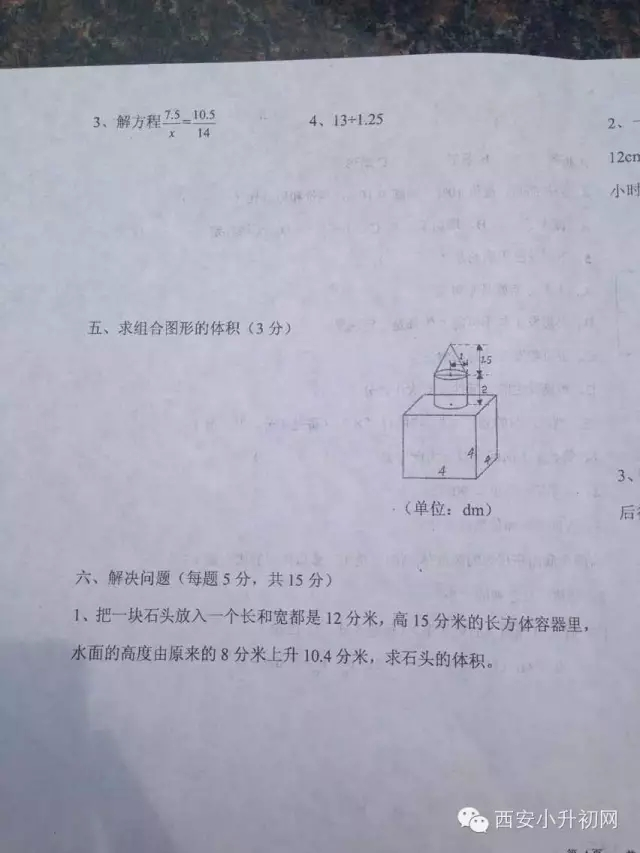 3、解方程 7.5/x=10.5/14
4、13÷1.25
2、
12cm
小时
五、求组合图形的体积（3分）
1
1.5
2
4
4
4
（单位：dm）
3、
后
六、解决问题（每题5分，共15分）
1、把一块石头放入一个长和宽都是12分米，高15分米的长方体容器里，
水面的高度由原来的8分米上升10.4分米，求石头的体积。
西安小升初网